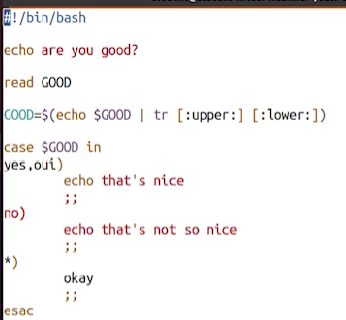 #!/bin/bash
echo are you good?
read GOOD
GOOD=$(echo $GOOD | tr [:upper:] [:lower:])
case $GOOD in
yes,oui)
echo that's nice
;;
no)
echo that's not so nice
;;
*)
okay
;;
esac